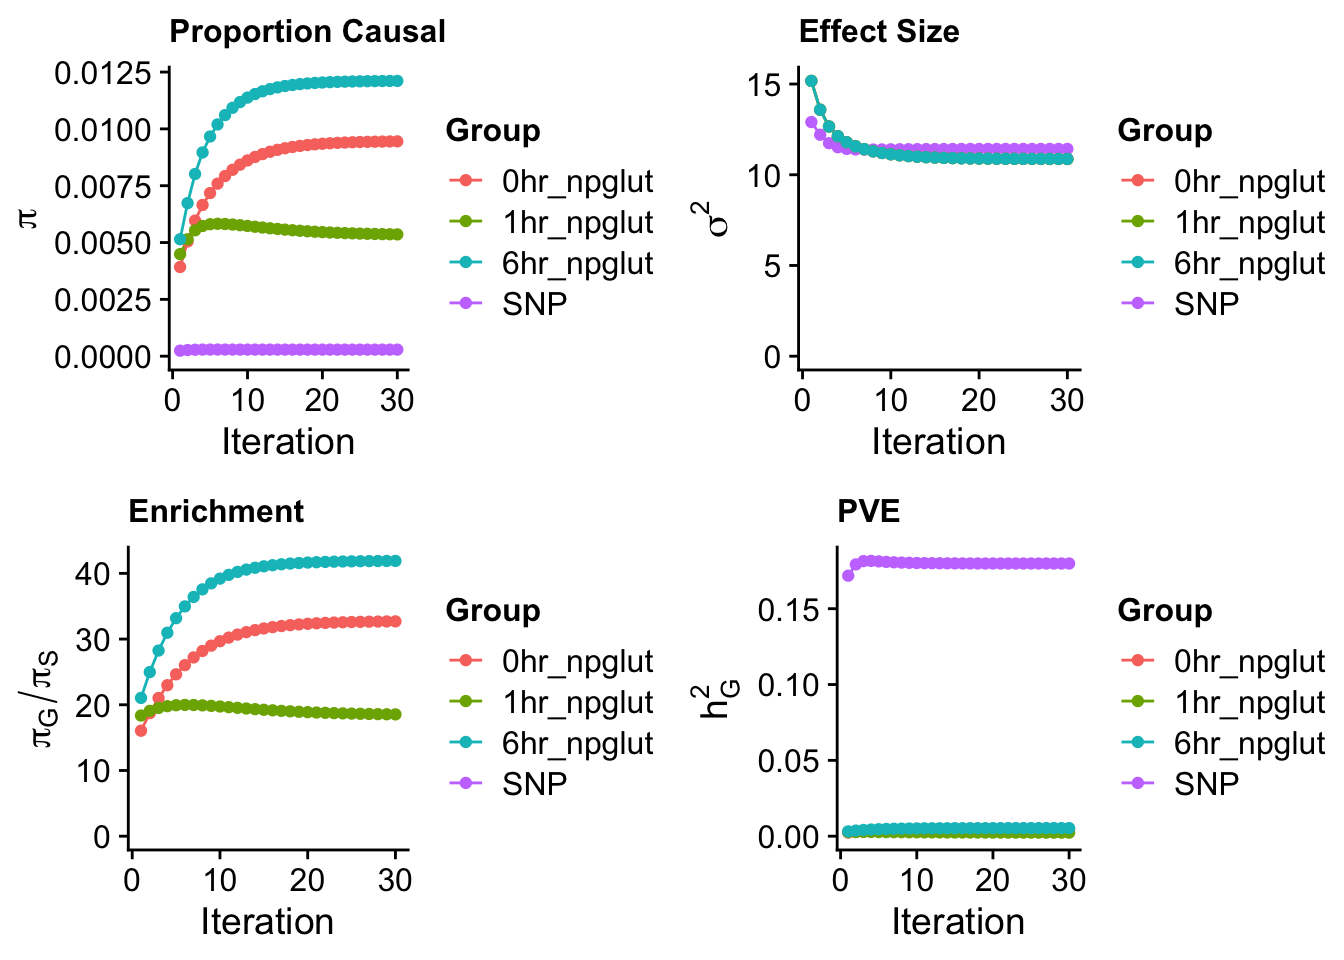 Proportion Causal
π
0.0125
0.0100
0.0075
0.0050
0.0025
0.0000
0 10 20 30
Iteration
Group
0hr_npglut
1hr_npglut
6hr_npglut
SNP
Effect Size
σ²
15
10
5
0
0 10 20 30
Iteration
Group
0hr_npglut
1hr_npglut
6hr_npglut
SNP
Enrichment
π_G/π_S
40
30
20
10
0
0 10 20 30
Iteration
Group
0hr_npglut
1hr_npglut
6hr_npglut
SNP
PVE
h²_G
0.15
0.10
0.05
0.00
0 10 20 30
Iteration
Group
0hr_npglut
1hr_npglut
6hr_npglut
SNP